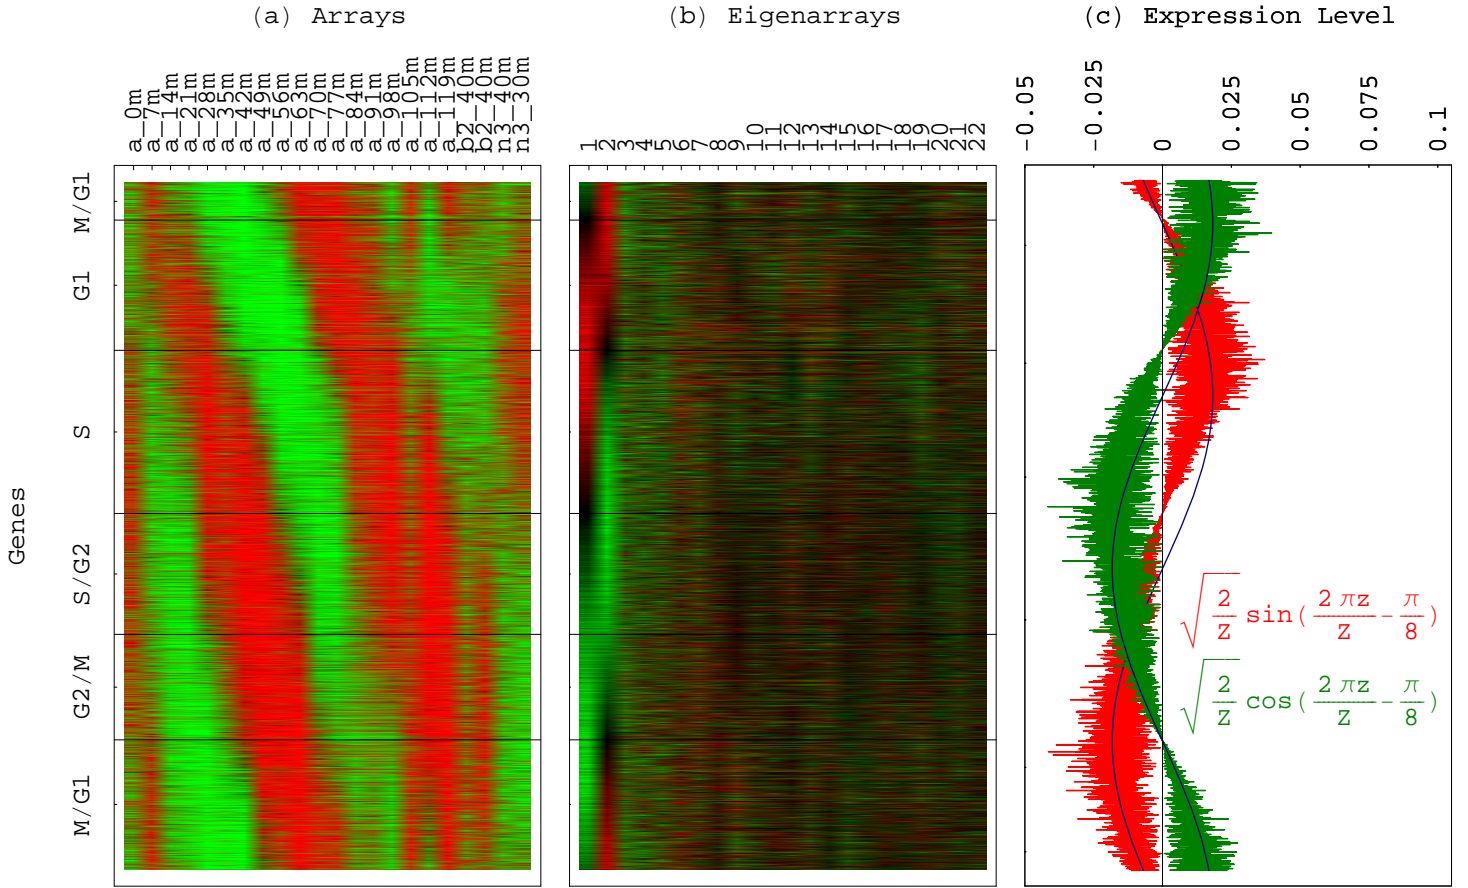 (a) Arrays
(b) Eigenarrays
(c) Expression Level
a_0m
a_7m
a_14m
a_21m
a_28m
a_35m
a_42m
a_49m
a_56m
a_63m
a_70m
a_77m
a_84m
a_91m
a_98m
a_105m
a_112m
a_119m
b2_40m
b2_40m
n3_40m
n3_30m
1
2
3
4
5
6
7
8
9
10
11
12
13
14
15
16
17
18
19
20
21
22
-0.05
-0.025
0
0.025
0.05
0.075
0.1
Genes
M/G1
G1
S
S/G2
G2/M
M/G1
√(2/Z) sin(2πz/Z - π/8)
√(2/Z) cos(2πz/Z - π/8)